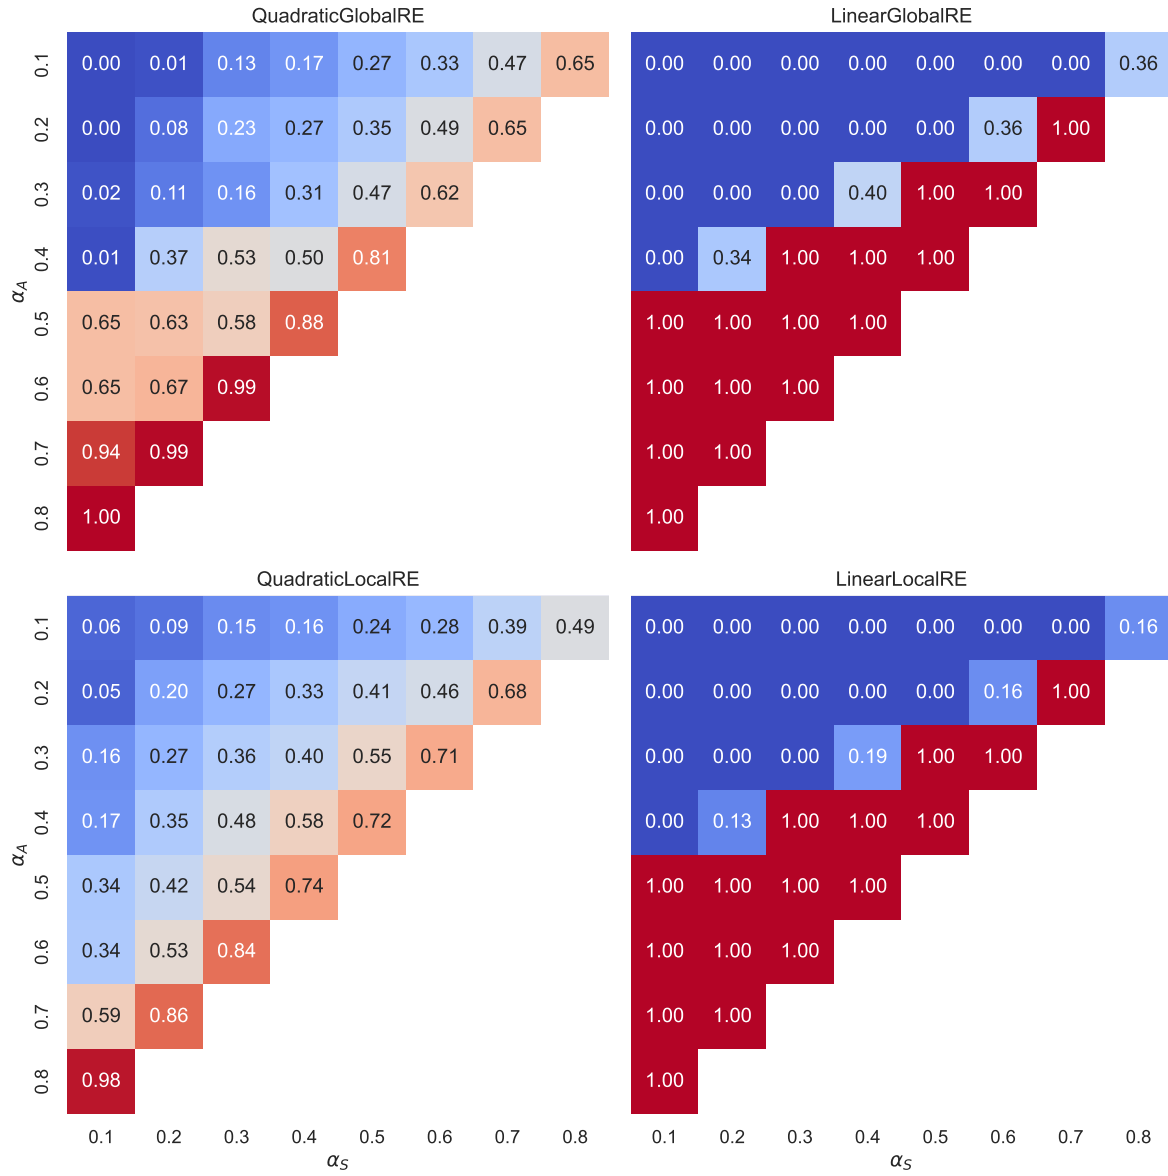 QuadraticGlobalRE
0.1 0.00 0.01 0.13 0.17 0.27 0.33 0.47 0.65
0.2 0.00 0.08 0.23 0.27 0.35 0.49 0.65
0.3 0.02 0.11 0.16 0.31 0.47 0.62
0.4 0.01 0.37 0.53 0.50 0.81
α_A
0.5 0.65 0.63 0.58 0.88
0.6 0.65 0.67 0.99
0.7 0.94 0.99
0.8 1.00
LinearGlobalRE
0.00 0.00 0.00 0.00 0.00 0.00 0.00 0.36
0.00 0.00 0.00 0.00 0.00 0.36 1.00
0.00 0.00 0.00 0.40 1.00 1.00
0.00 0.34 1.00 1.00 1.00
1.00 1.00 1.00 1.00
1.00 1.00 1.00
1.00 1.00
1.00
QuadraticLocalRE
0.1 0.06 0.09 0.15 0.16 0.24 0.28 0.39 0.49
0.2 0.05 0.20 0.27 0.33 0.41 0.46 0.68
0.3 0.16 0.27 0.36 0.40 0.55 0.71
0.4 0.17 0.35 0.48 0.58 0.72
α_A
0.5 0.34 0.42 0.54 0.74
0.6 0.34 0.53 0.84
0.7 0.59 0.86
0.8 0.98
0.1 0.2 0.3 0.4 0.5 0.6 0.7 0.8
α_S
LinearLocalRE
0.00 0.00 0.00 0.00 0.00 0.00 0.00 0.16
0.00 0.00 0.00 0.00 0.00 0.16 1.00
0.00 0.00 0.00 0.19 1.00 1.00
0.00 0.13 1.00 1.00 1.00
1.00 1.00 1.00 1.00
1.00 1.00 1.00
1.00 1.00
1.00
0.1 0.2 0.3 0.4 0.5 0.6 0.7 0.8
α_S